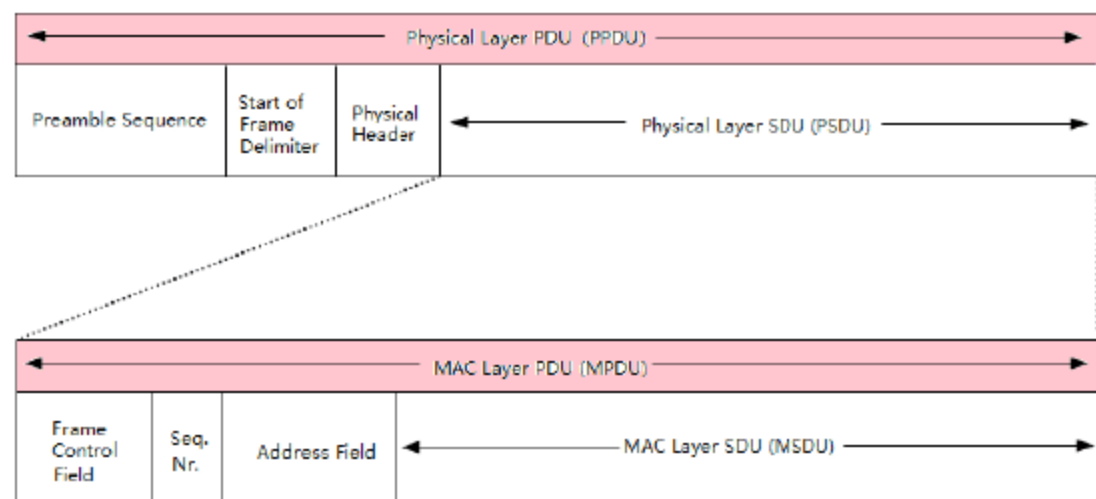 Physical Layer PDU (PPDU)
Preamble Sequence
Start of
Frame
Delimiter
Physical
Header
Physical Layer SDU (PSDU)
MAC Layer PDU (MPDU)
Frame
Control
Field
Seq.
Nr.
Address Field
MAC Layer SDU (MSDU)